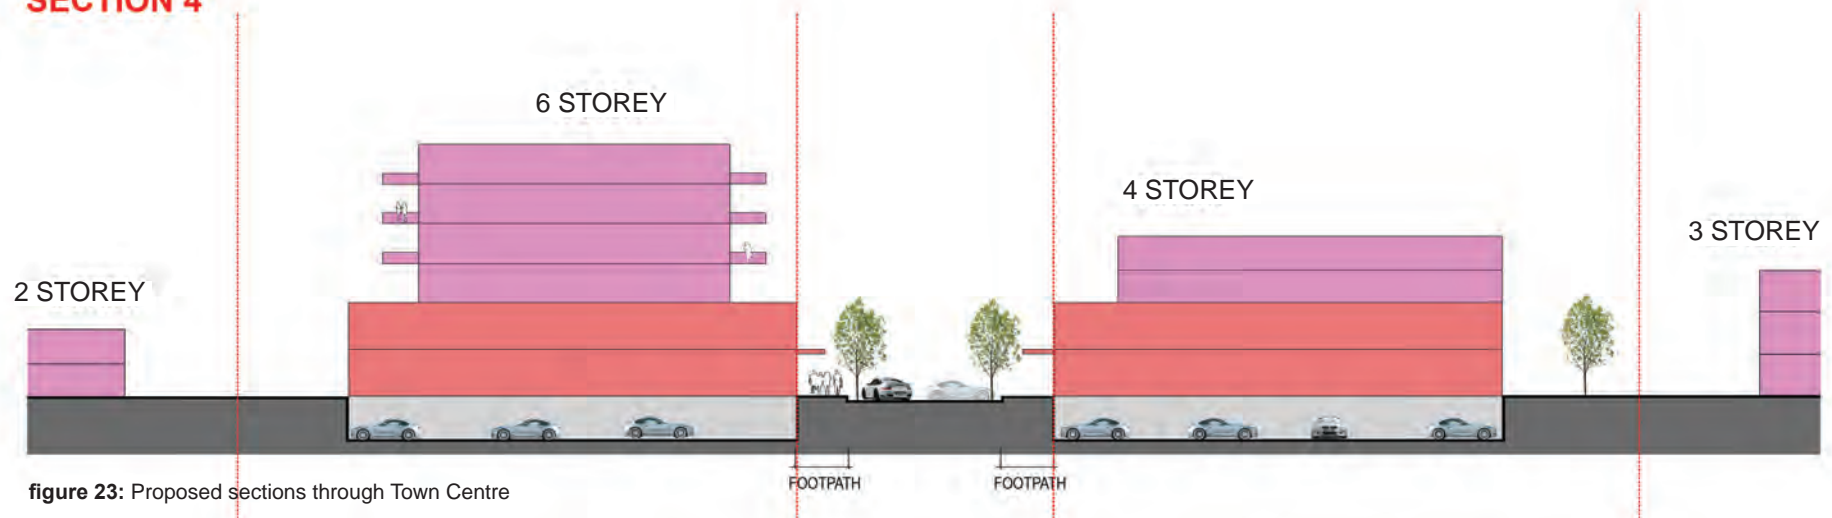 SECTION 4
6 STOREY
4 STOREY
3 STOREY
2 STOREY
FOOTPATH
FOOTPATH
figure 23: Proposed sections through Town Centre